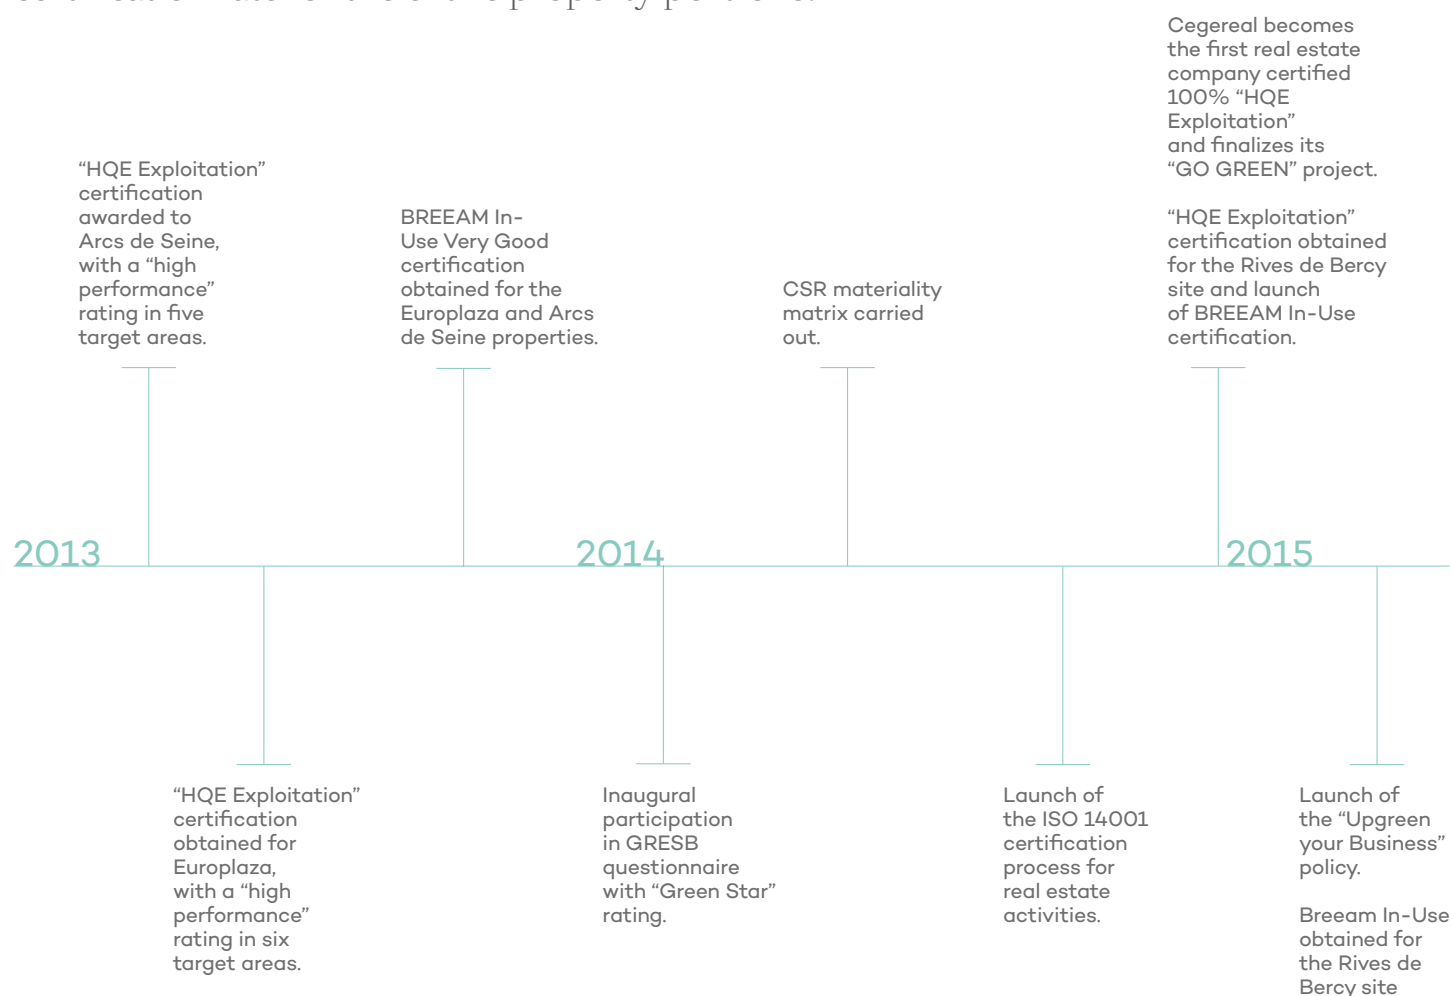 Cegereal becomes
the first real estate
company certified
100% “HQE
Exploitation”
and finalizes its
“GO GREEN” project.
“HQE Exploitation”
certification
awarded to
Arcs de Seine,
with a “high
performance”
rating in five
target areas.
BREEAM In-
Use Very Good
certification
obtained for the
Europlaza and Arcs
de Seine properties.
CSR materiality
matrix carried
out.
“HQE Exploitation”
certification obtained
for the Rives de Bercy
site and launch
of BREEAM In-Use
certification.
2013
2014
2015
“HQE Exploitation”
certification
obtained for
Europlaza,
with a “high
performance”
rating in six
target areas.
Inaugural
participation
in GRESB
questionnaire
with “Green Star”
rating.
Launch of
the ISO 14001
certification
process for
real estate
activities.
Launch of
the “Upgreen
your Business”
policy.
Breeam In-Use
obtained for
the Rives de
Bercy site